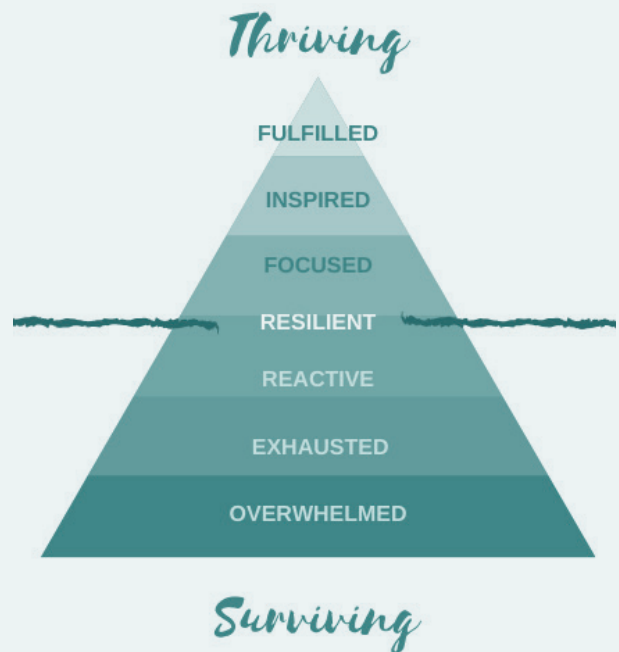 Thriving
FULFILLED
INSPIRED
FOCUSED
RESILIENT
REACTIVE
EXHAUSTED
OVERWHELMED
Surviving